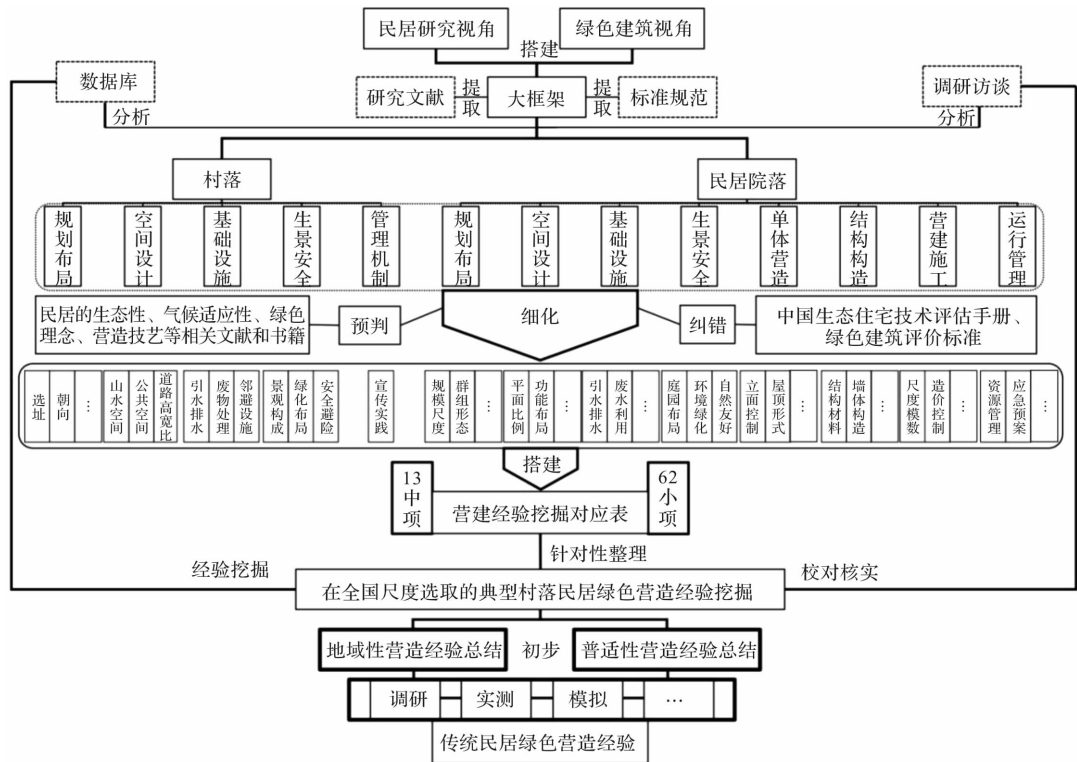 民居研究视角
绿色建筑视角
搭建
数据库
调研访谈
研究文献
提取
大框架
提取
标准规范
分析
分析
村落
民居院落
规划布局
空间设计
基础设施
生景安全
管理机制
规划布局
空间设计
基础设施
生景安全
单体营造
结构构造
营建施工
运行管理
民居的生态性、气候适应性、绿色
理念、营造技艺等相关文献和书籍
预判
细化
纠错
中国生态住宅技术评估手册、
绿色建筑评价标准
选址
朝向
…
山水空间
公共空间
道路高宽比
引水排水
废物处理
邻避设施
景观构成
绿化布局
安全避险
宣传实践
规模尺度
群组形态
…
平面比例
功能布局
…
引水排水
废水利用
…
庭园布局
环境绿化
自然友好
立面控制
屋顶形式
…
结构材料
墙体构造
…
尺度模数
造价控制
…
资源管理
应急预案
…
搭建
13中项
营建经验挖掘对应表
62小项
针对性整理
经验挖掘
校对核实
在全国尺度选取的典型村落民居绿色营造经验挖掘
地域性营造经验总结
初步
普适性营造经验总结
调研
实测
模拟
…
传统民居绿色营造经验